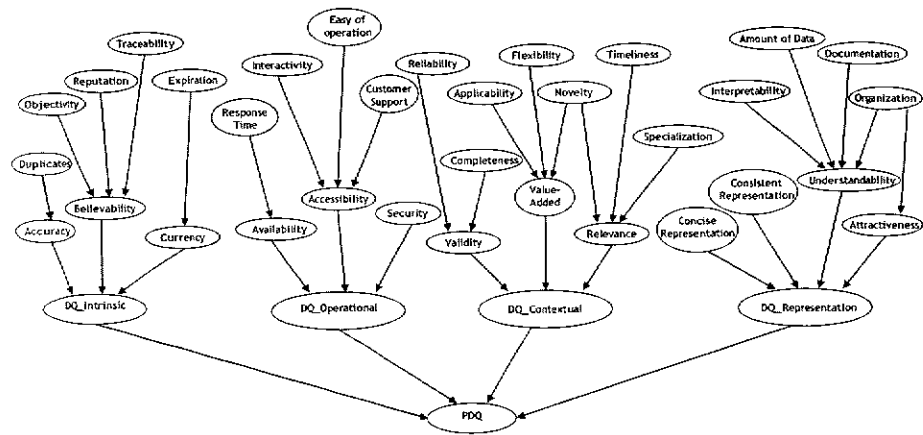 Traceability
Reputation
Expiration
Objectivity
Duplicates
Believability
Accuracy
Currency
DQ_Intrinsic
Easy of
operation
Interactivity
Customer
Support
Response
Time
Accessibility
Security
Availability
DQ_Operational
Reliability
Flexibility
Timeliness
Applicability
Novelty
Specialization
Completeness
Value-
Added
Validity
Relevance
DQ_Contextual
Amount of Data
Documentation
Interpretability
Organization
Understandability
Consistent
Representation
Concise
Representation
Attractiveness
DQ_Representation
PDQ